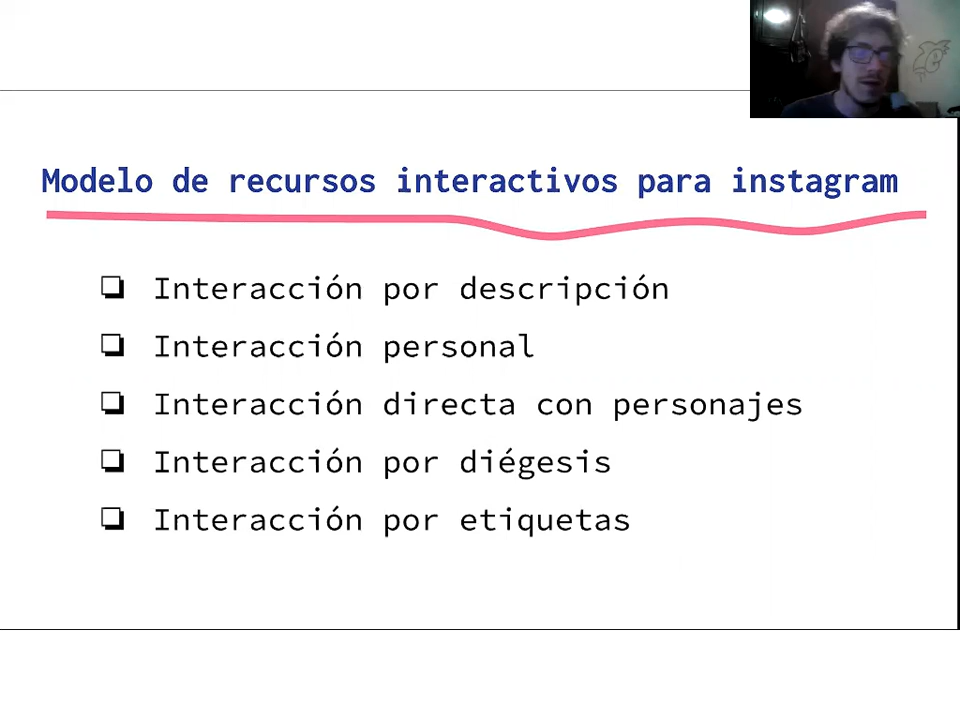 Modelo de recursos interactivos para instagram
Interacción por descripción
Interacción personal
Interacción directa con personajes
Interacción por diégesis
Interacción por etiquetas